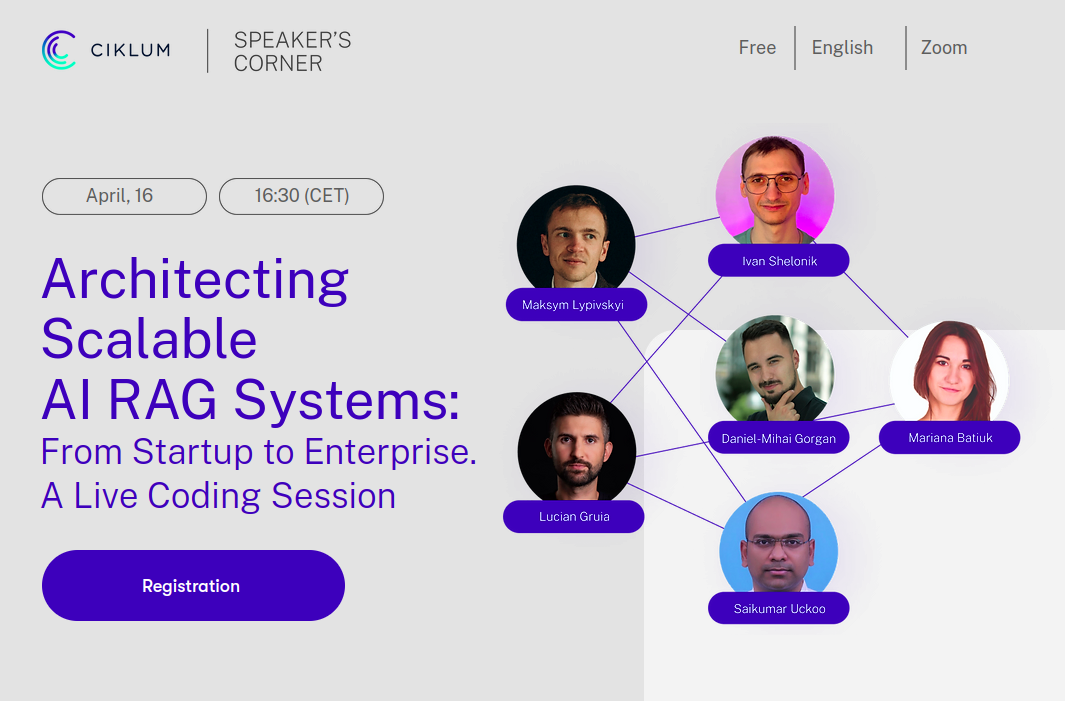 CIKLUM
SPEAKER'S
CORNER
Free
English
Zoom
April, 16
16:30 (CET)
Architecting
Scalable
AI RAG Systems:
From Startup to Enterprise.
A Live Coding Session
Registration
Maksym Lypivskyi
Ivan Shelonik
Daniel-Mihai Gorgan
Mariana Batiuk
Lucian Gruia
Saikumar Uckoo